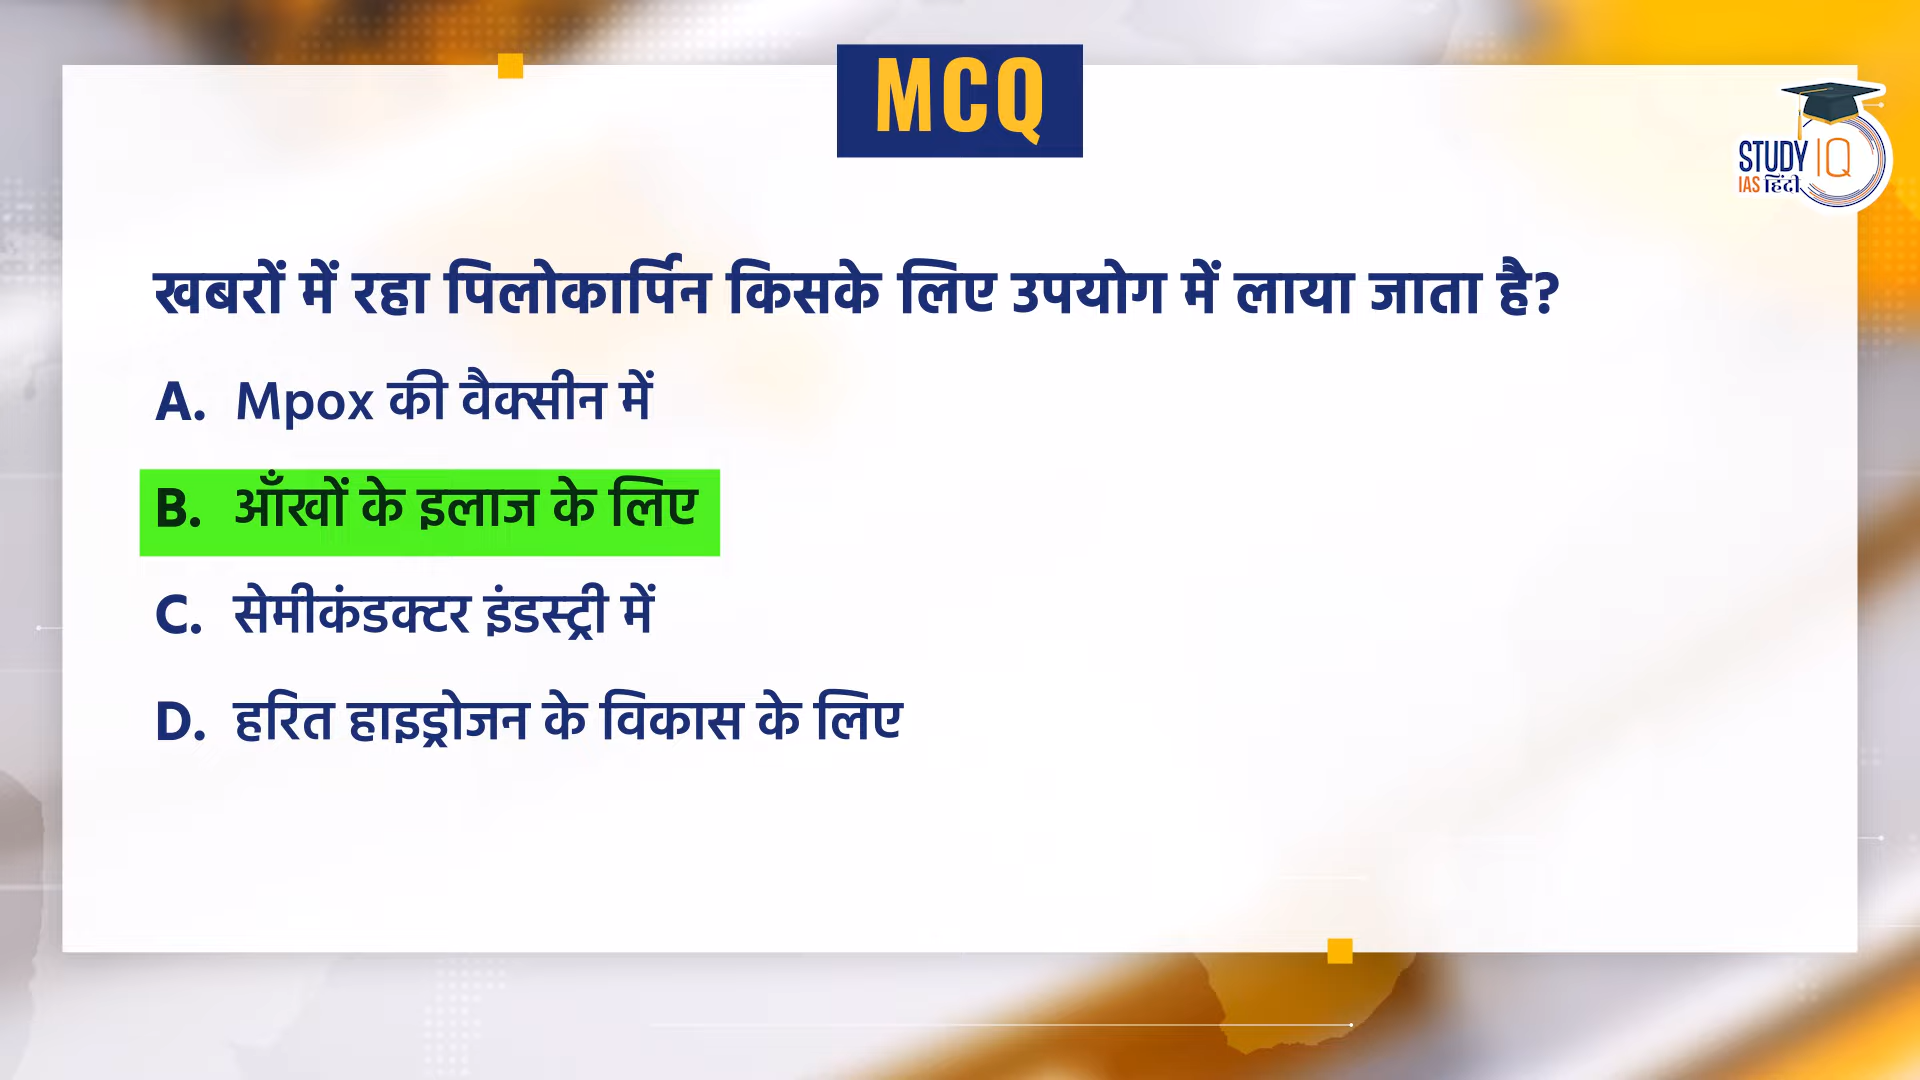 MCQ
STUDY IQ
IAS हिंदी
खबरों में रहा पिलोकार्पिन किसके लिए उपयोग में लाया जाता है?
A. Mpox की वैक्सीन में
B. आँखों के इलाज के लिए
C. सेमीकंडक्टर इंडस्ट्री में
D. हरित हाइड्रोजन के विकास के लिए